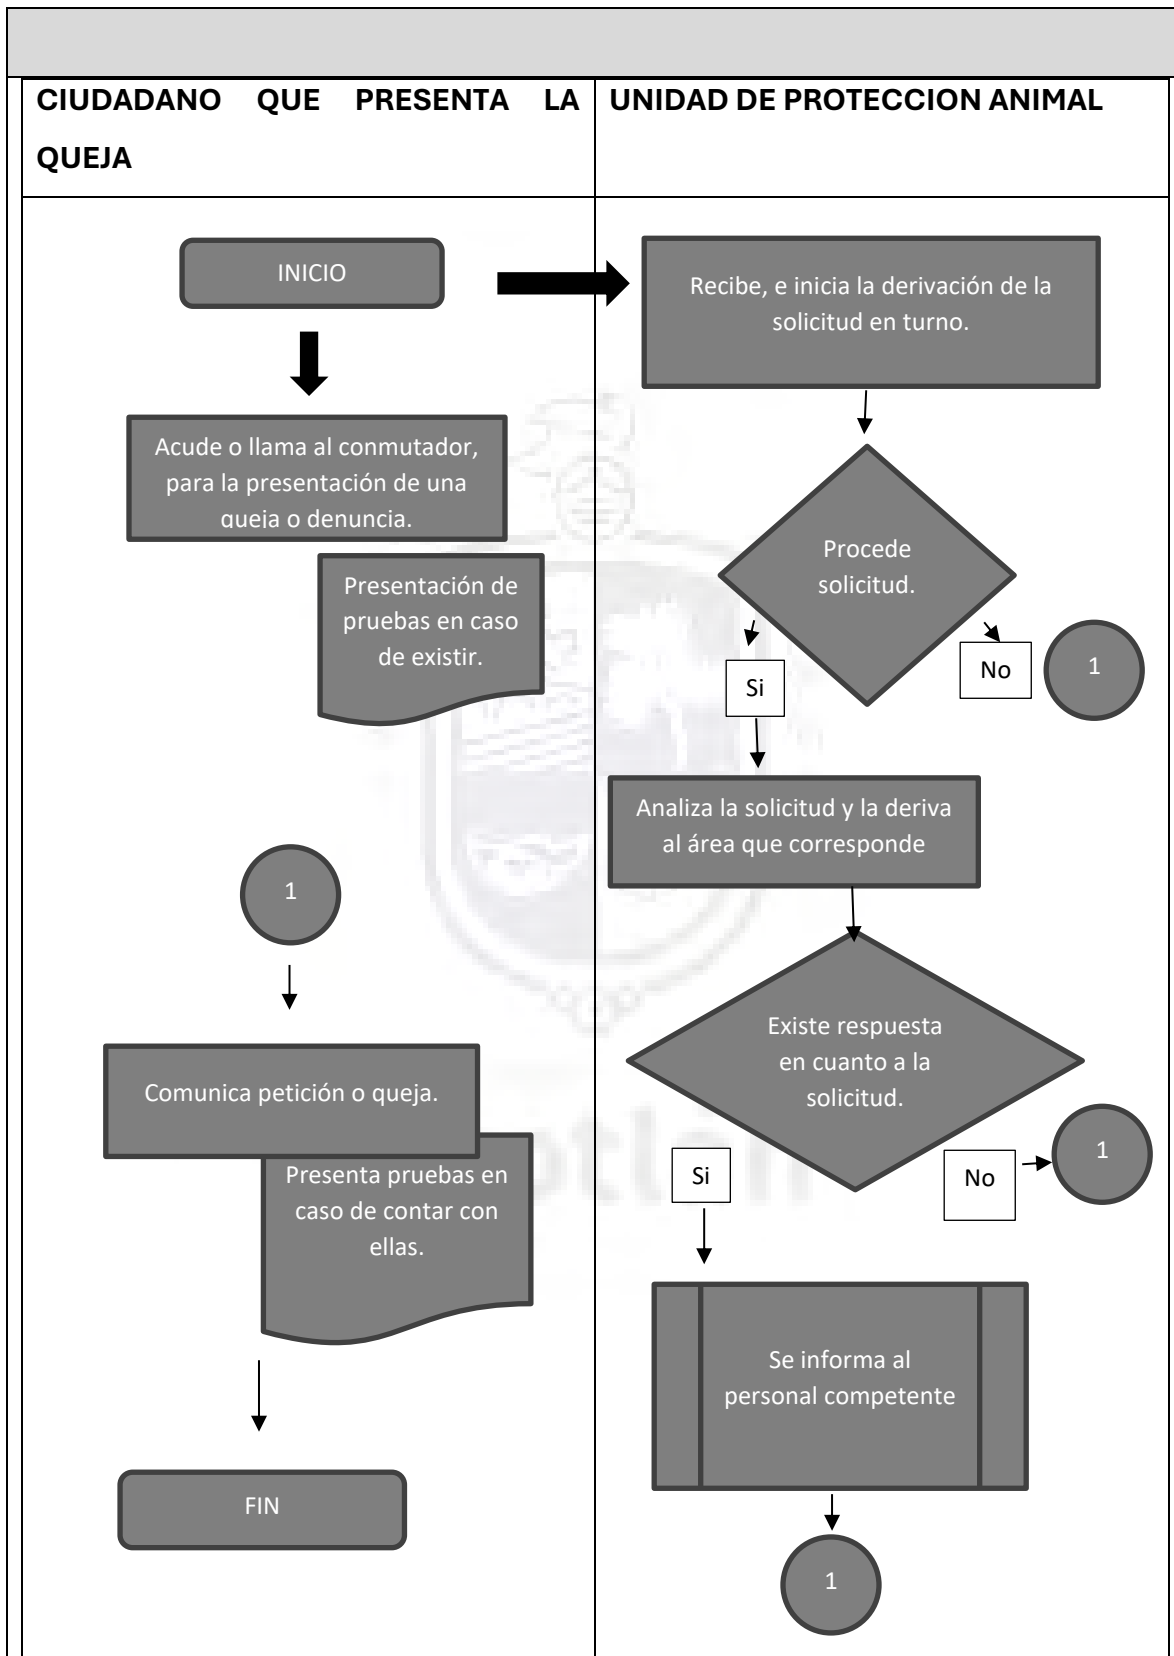 CIUDADANO QUE PRESENTA LA
QUEJA
UNIDAD DE PROTECCION ANIMAL
INICIO
Acude o llama al conmutador,
para la presentación de una
queja o denuncia.
Presentación de
pruebas en caso
de existir.
1
Comunica petición o queja.
Presenta pruebas en
caso de contar con
ellas.
FIN
Recibe, e inicia la derivación de la
solicitud en turno.
Procede
solicitud.
Si
No
1
Analiza la solicitud y la deriva
al área que corresponde
Existe respuesta
en cuanto a la
solicitud.
Si
No
1
Se informa al
personal competente
1